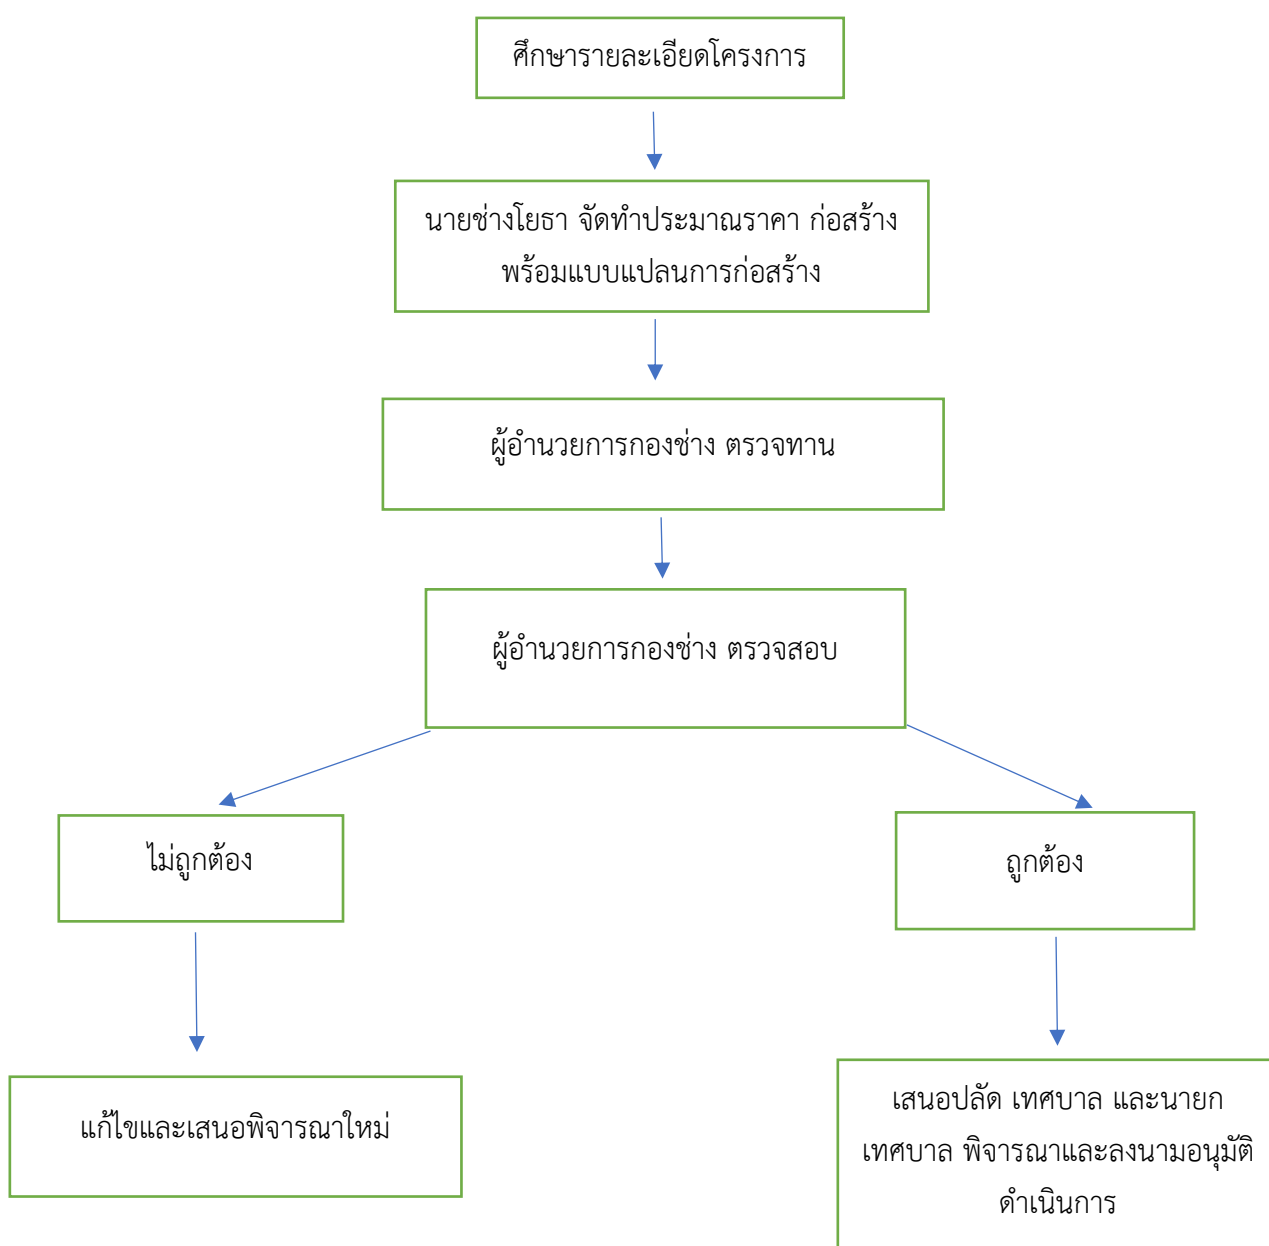 ศึกษารายละเอียดโครงการ
นายช่างโยธา จัดทำประมาณราคา ก่อสร้าง
พร้อมแบบแปลนการก่อสร้าง
ผู้อำนวยการกองช่าง ตรวจทาน
ผู้อำนวยการกองช่าง ตรวจสอบ
ไม่ถูกต้อง
ถูกต้อง
แก้ไขและเสนอพิจารณาใหม่
เสนอปลัด เทศบาล และนายก
เทศบาล พิจารณาและลงนามอนุมัติ
ดำเนินการ